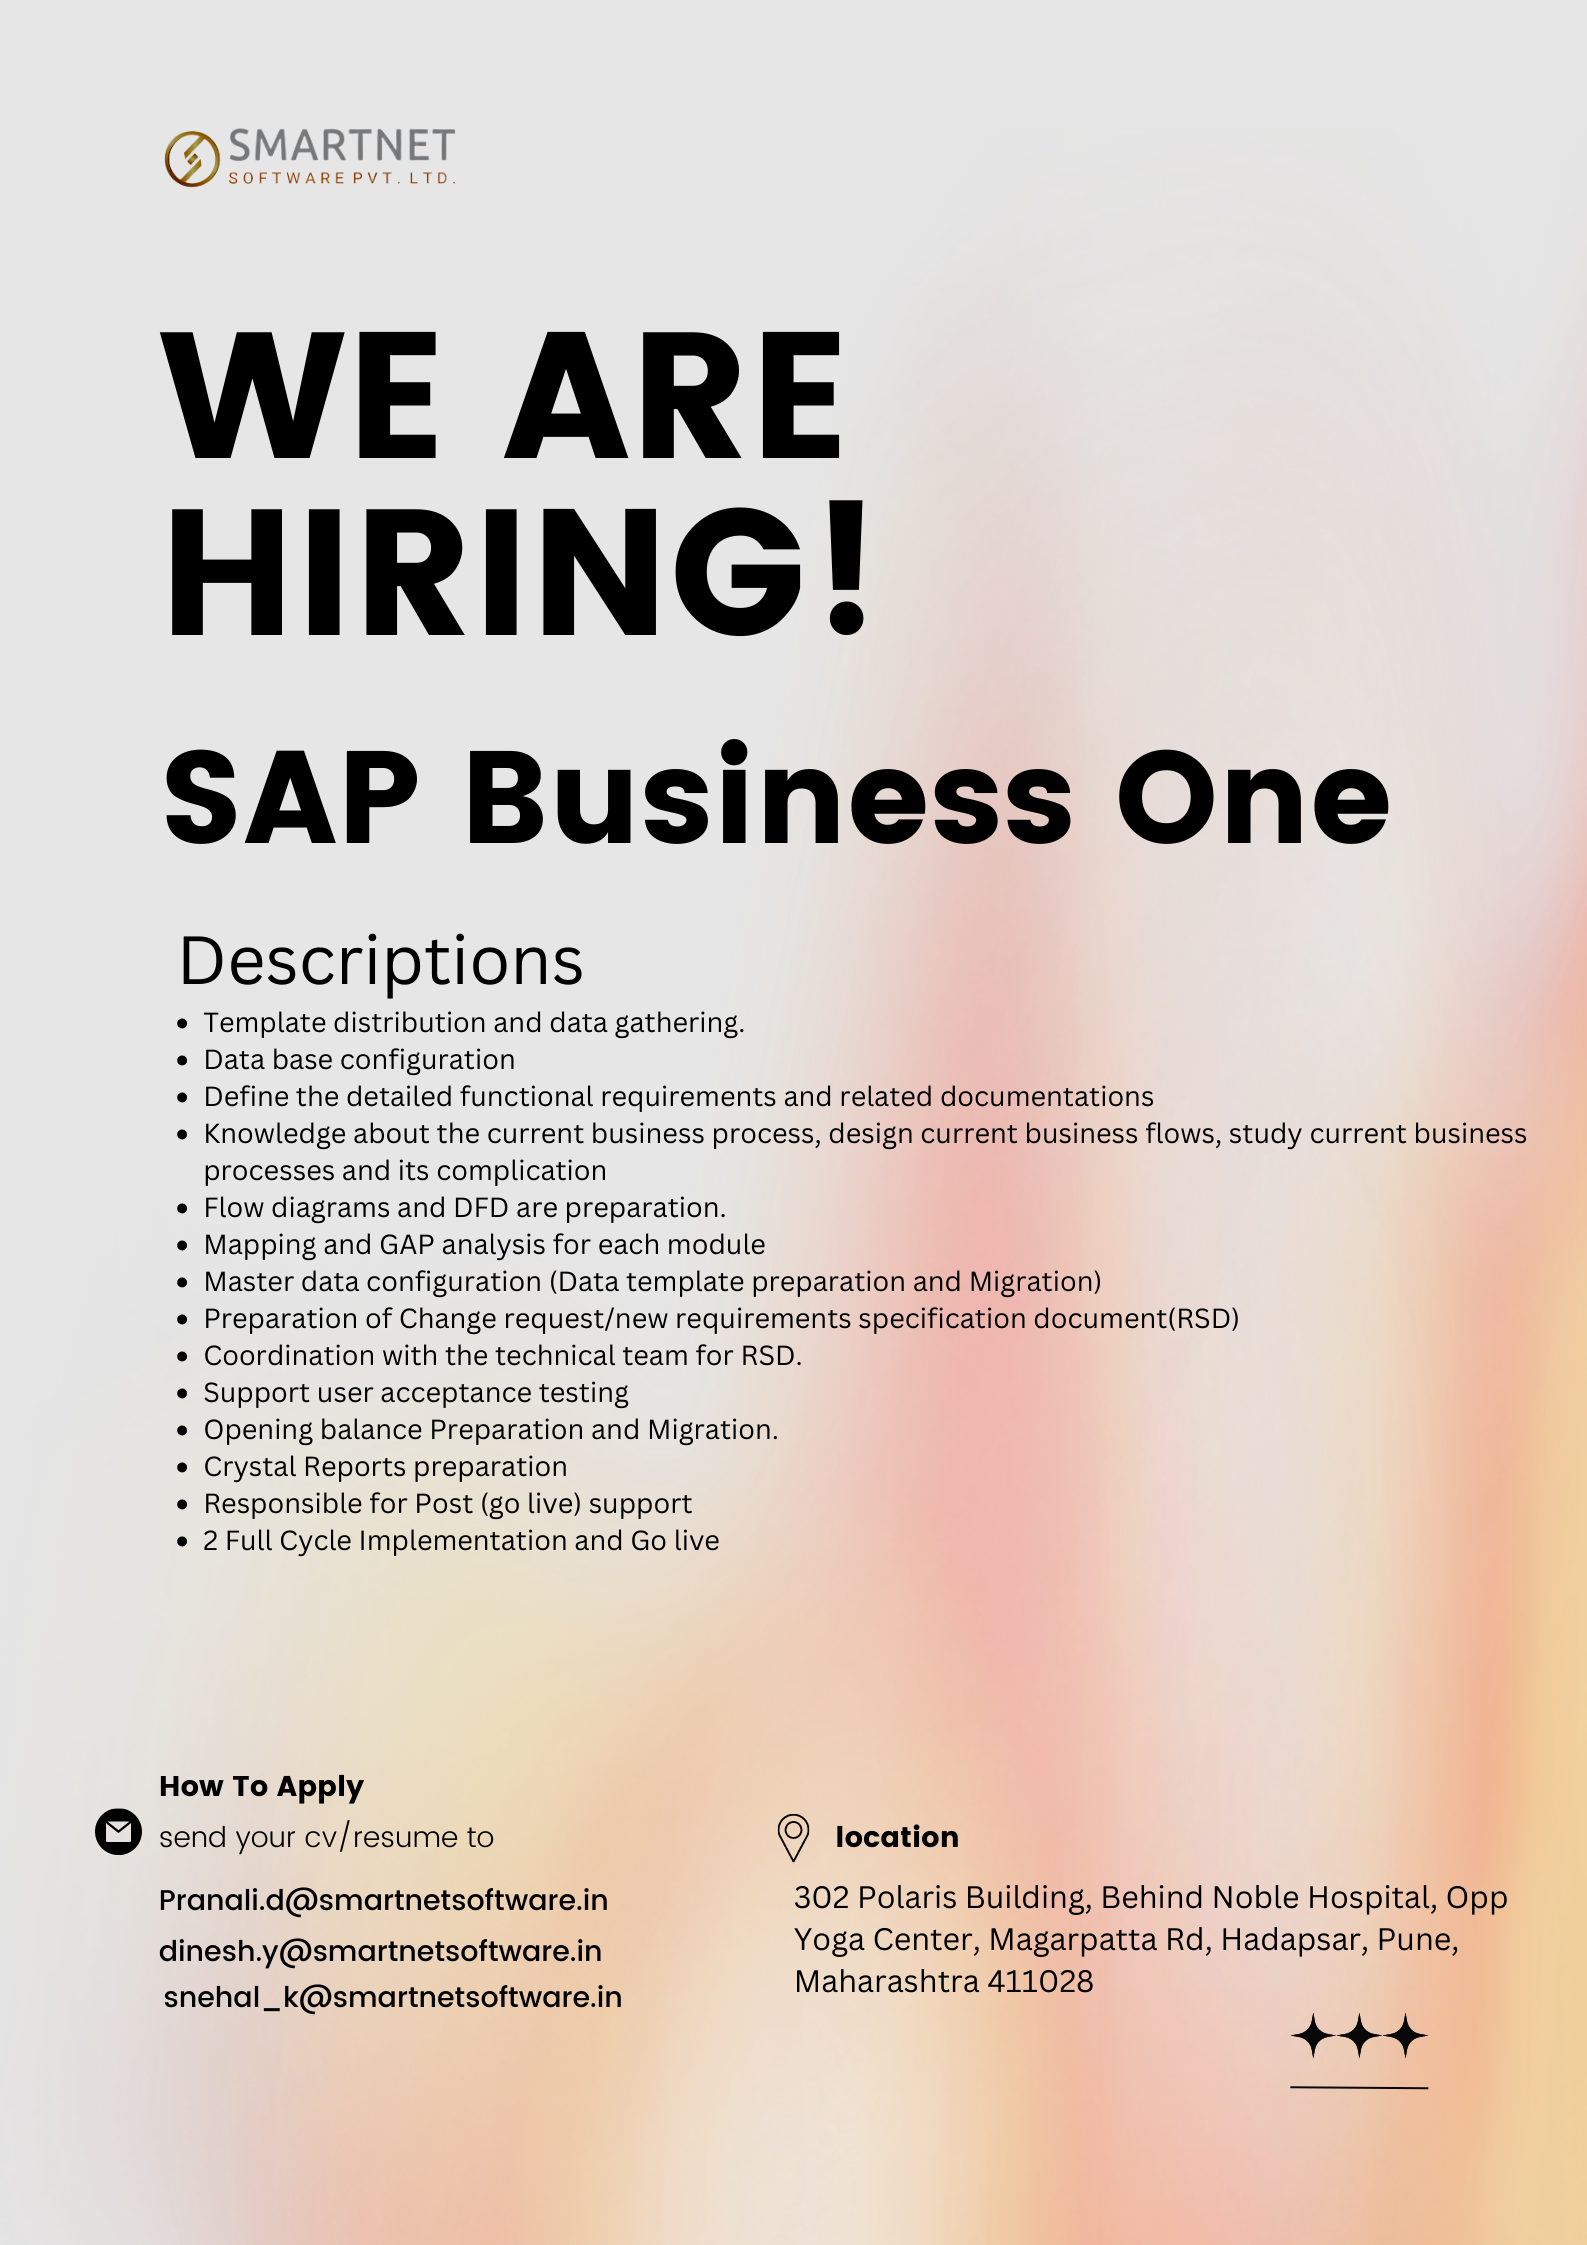 SMARTNET
SOFTWARE PVT. LTD.
WE ARE
HIRING!
SAP Business One
Descriptions
• Template distribution and data gathering.
• Data base configuration
• Define the detailed functional requirements and related documentations
• Knowledge about the current business process, design current business flows, study current business
processes and its complication
• Flow diagrams and DFD are preparation.
• Mapping and GAP analysis for each module
• Master data configuration (Data template preparation and Migration)
• Preparation of Change request/new requirements specification document(RSD)
• Coordination with the technical team for RSD.
• Support user acceptance testing
• Opening balance Preparation and Migration.
• Crystal Reports preparation
• Responsible for Post (go live) support
• 2 Full Cycle Implementation and Go live
How To Apply
send your cv/resume to
Pranali.d@smartnetsoftware.in
dinesh.y@smartnetsoftware.in
snehal_k@smartnetsoftware.in
location
302 Polaris Building, Behind Noble Hospital, Opp
Yoga Center, Magarpatta Rd, Hadapsar, Pune,
Maharashtra 411028